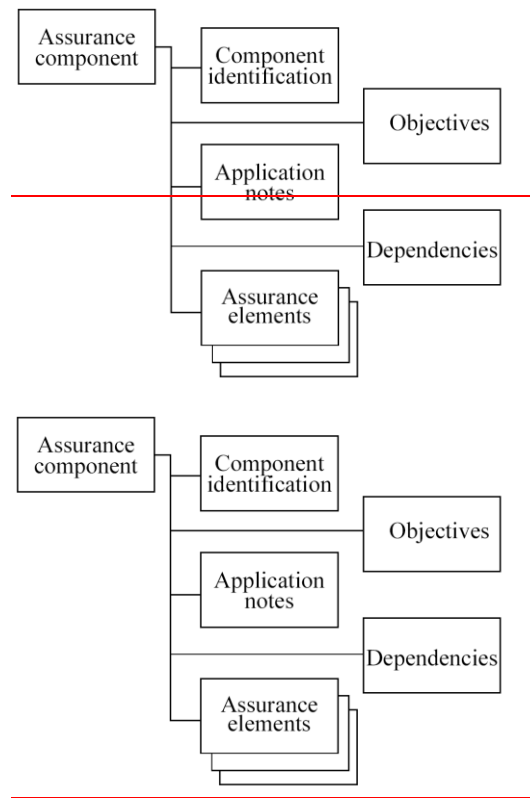 Assurance
component
Component
identification
Objectives
Application
notes
Dependencies
Assurance
elements
Assurance
component
Component
identification
Objectives
Application
notes
Dependencies
Assurance
elements